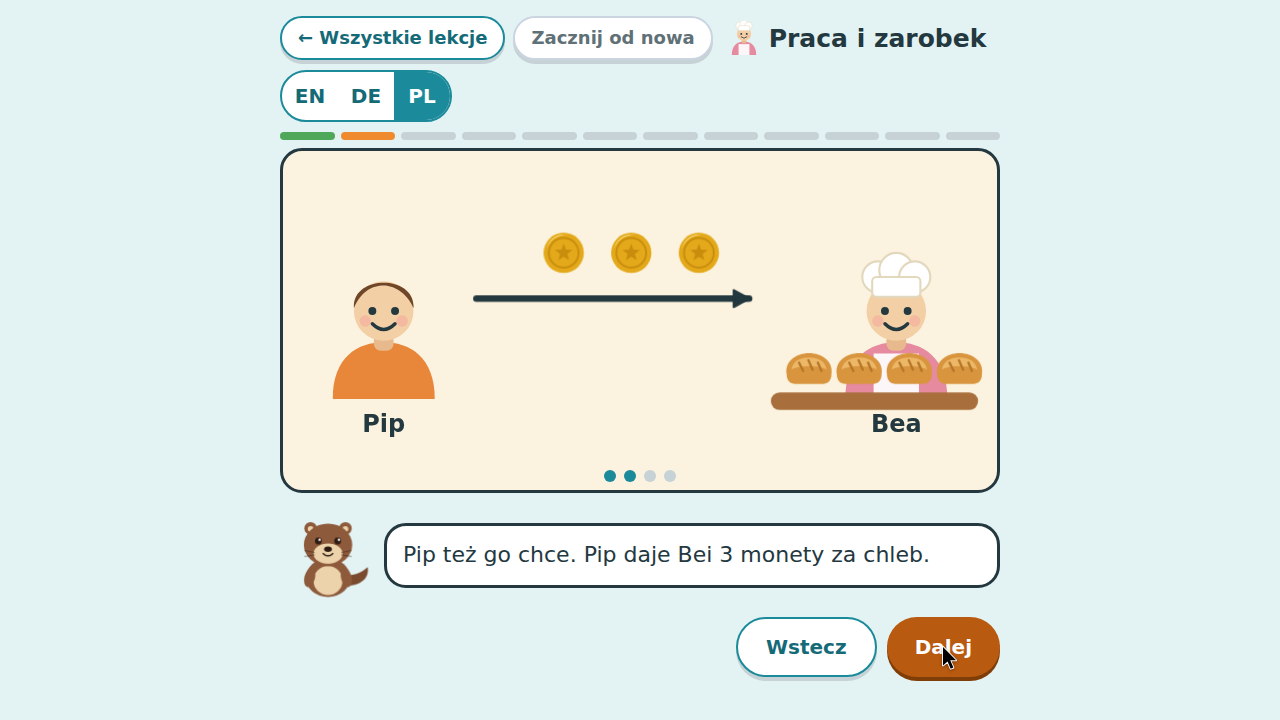 ← Wszystkie lekcje
Zacznij od nowa
Praca i zarobek
EN DE PL
Pip
Bea
Pip też go chce. Pip daje Bei 3 monety za chleb.
Wstecz
Dalej